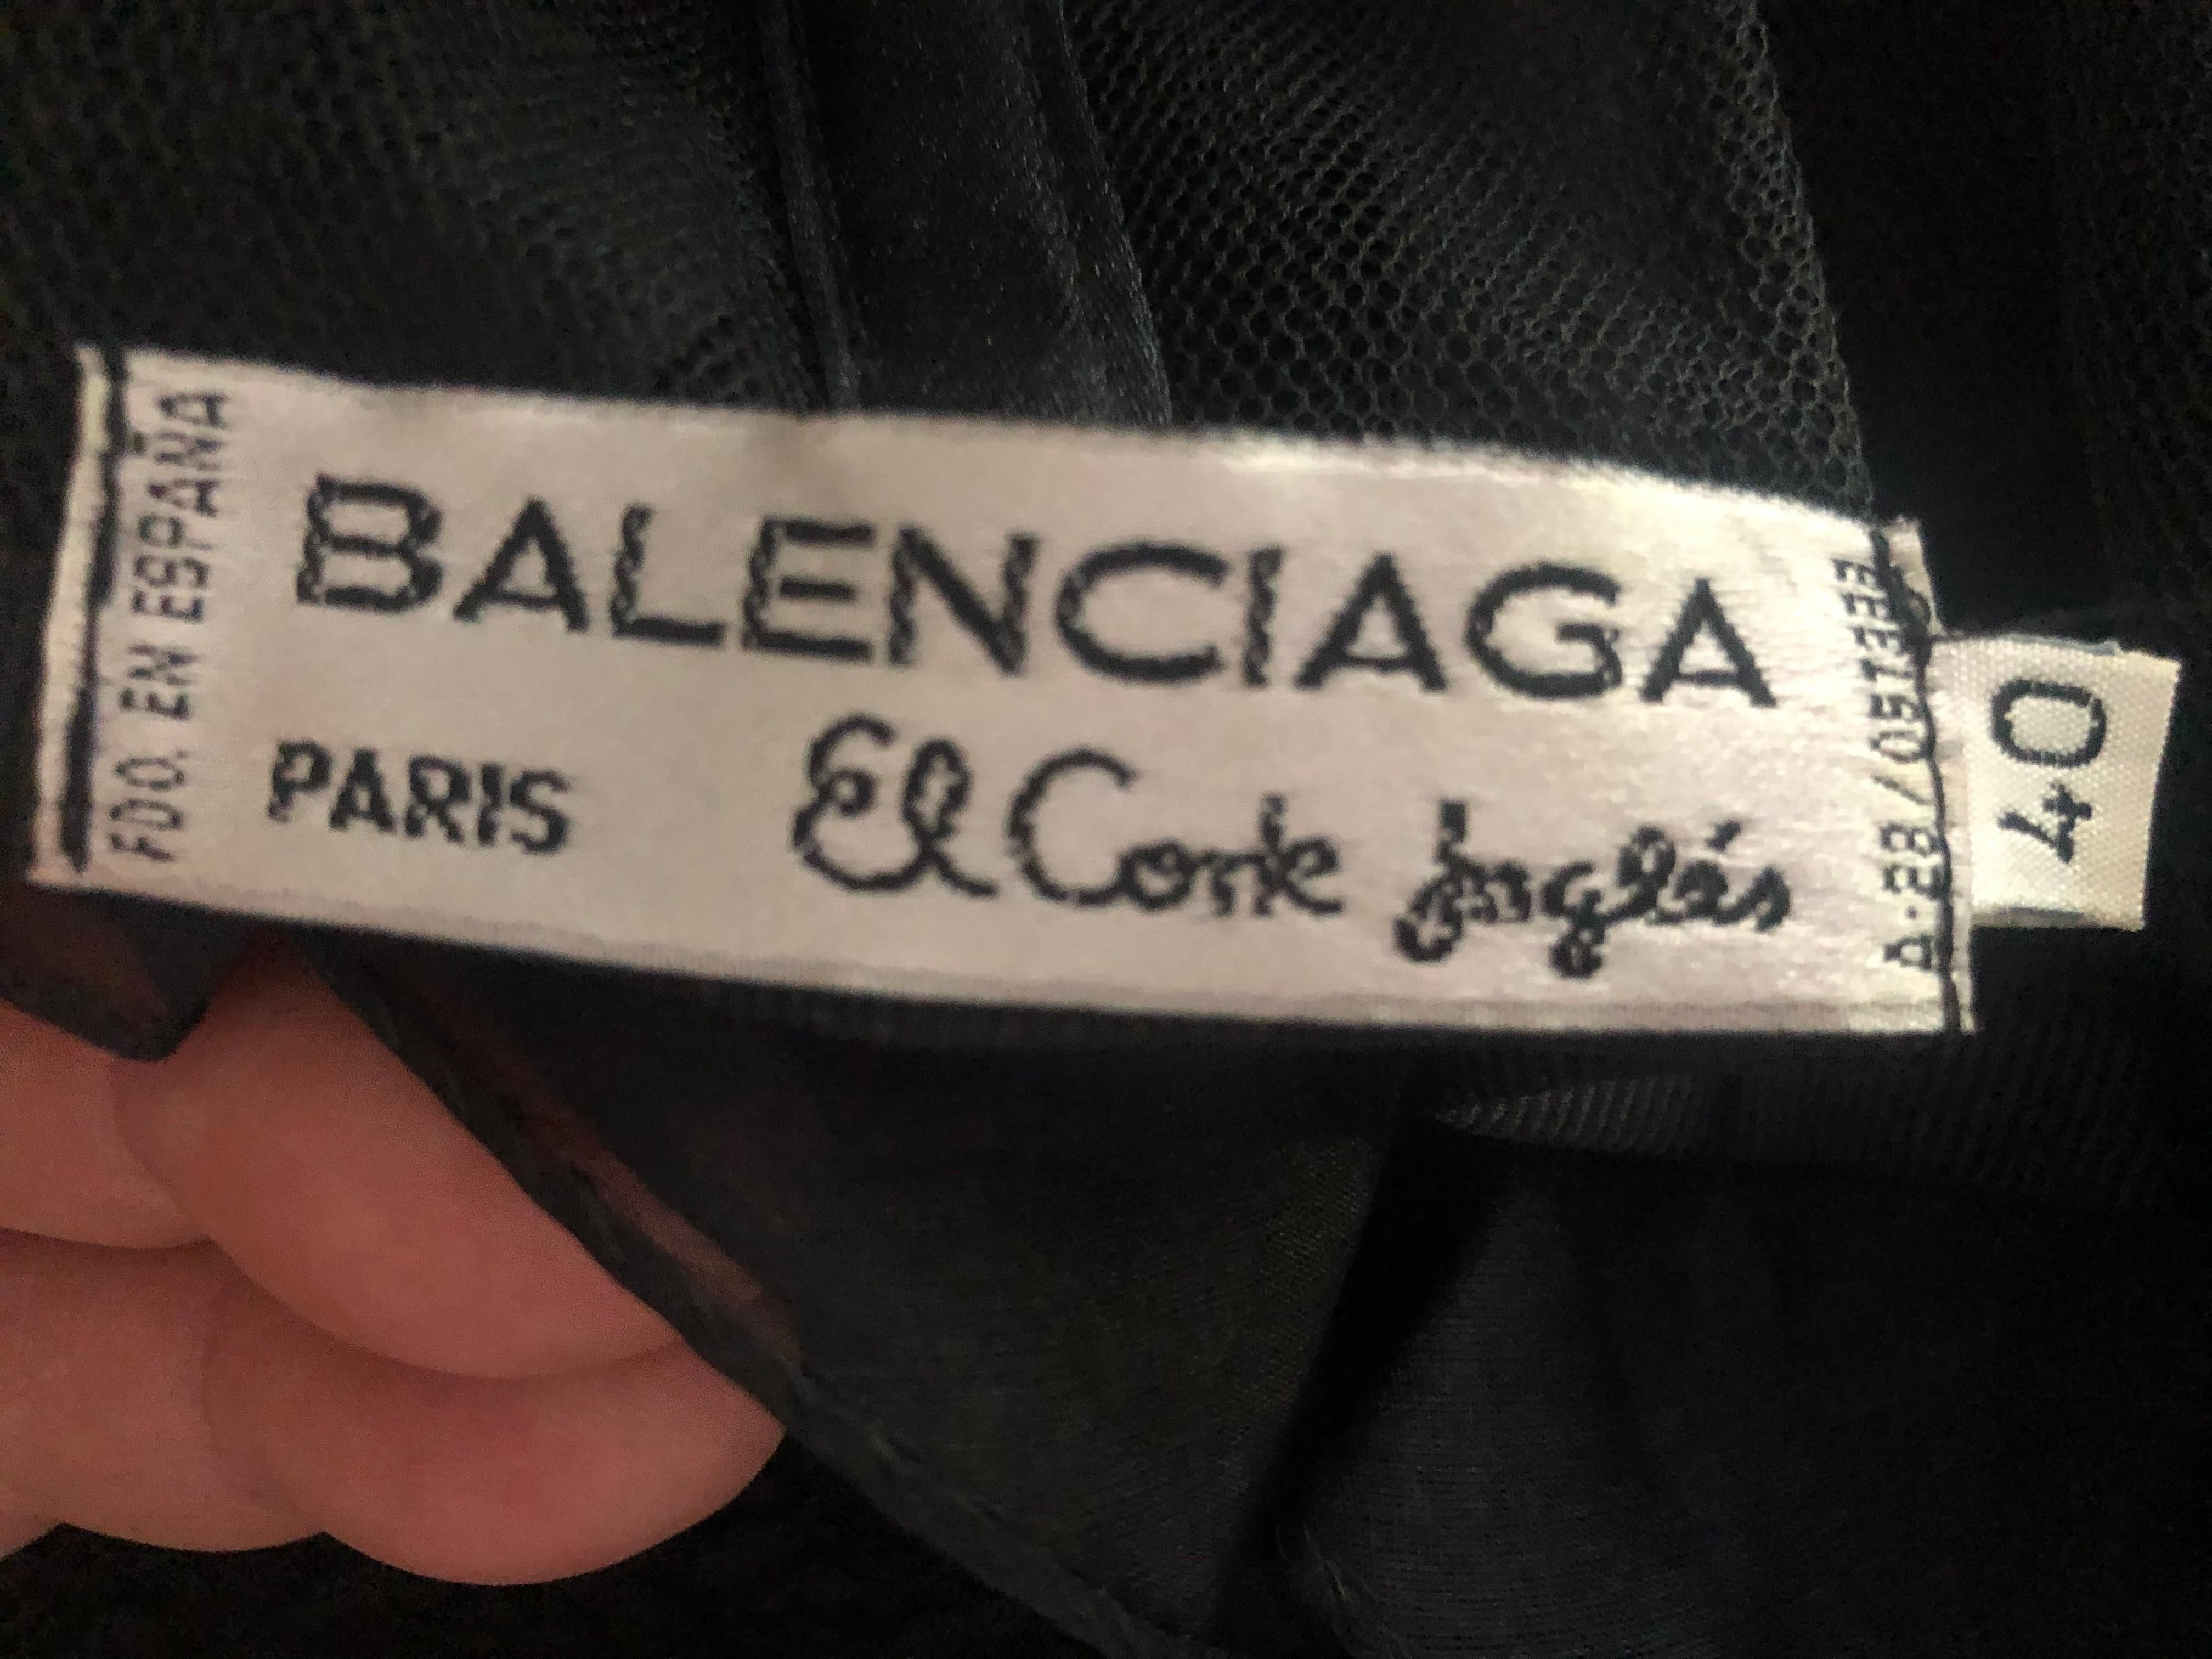 FDO. EN ESPAÑA
BALENCIAGA
PARIS
El Corte Inglés
40